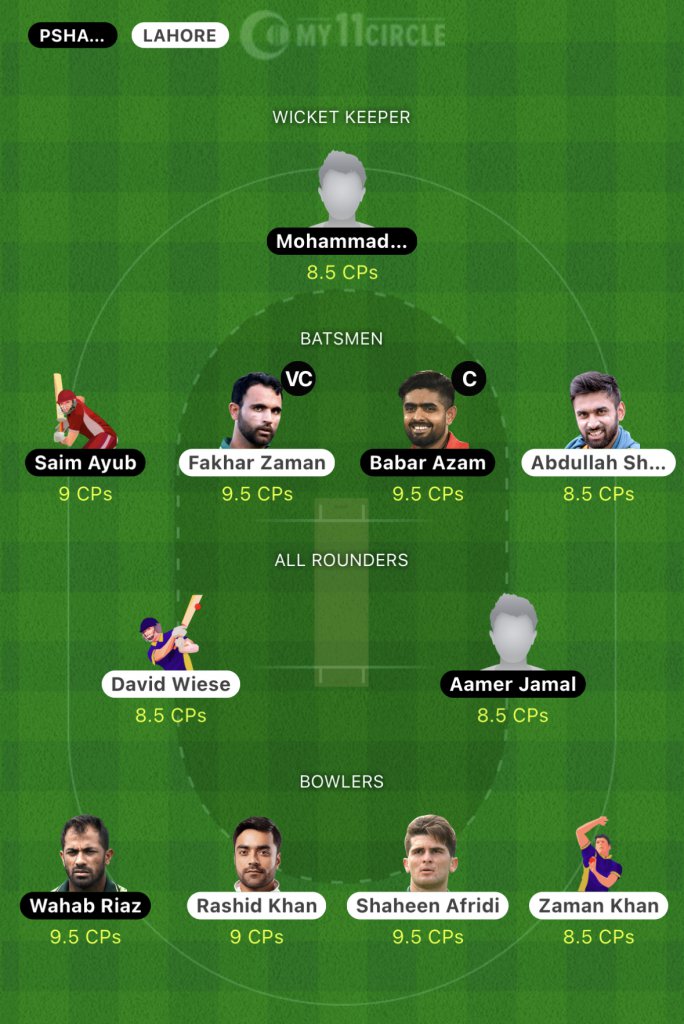 PSHA... LAHORE MY11CIRCLE
WICKET KEEPER
Mohammad...
8.5 CPs
BATSMEN
VC C
Saim Ayub Fakhar Zaman Babar Azam Abdullah Sh...
9 CPs 9.5 CPs 9.5 CPs 8.5 CPs
ALL ROUNDERS
David Wiese Aamer Jamal
8.5 CPs 8.5 CPs
BOWLERS
Wahab Riaz Rashid Khan Shaheen Afridi Zaman Khan
9.5 CPs 9 CPs 9.5 CPs 8.5 CPs